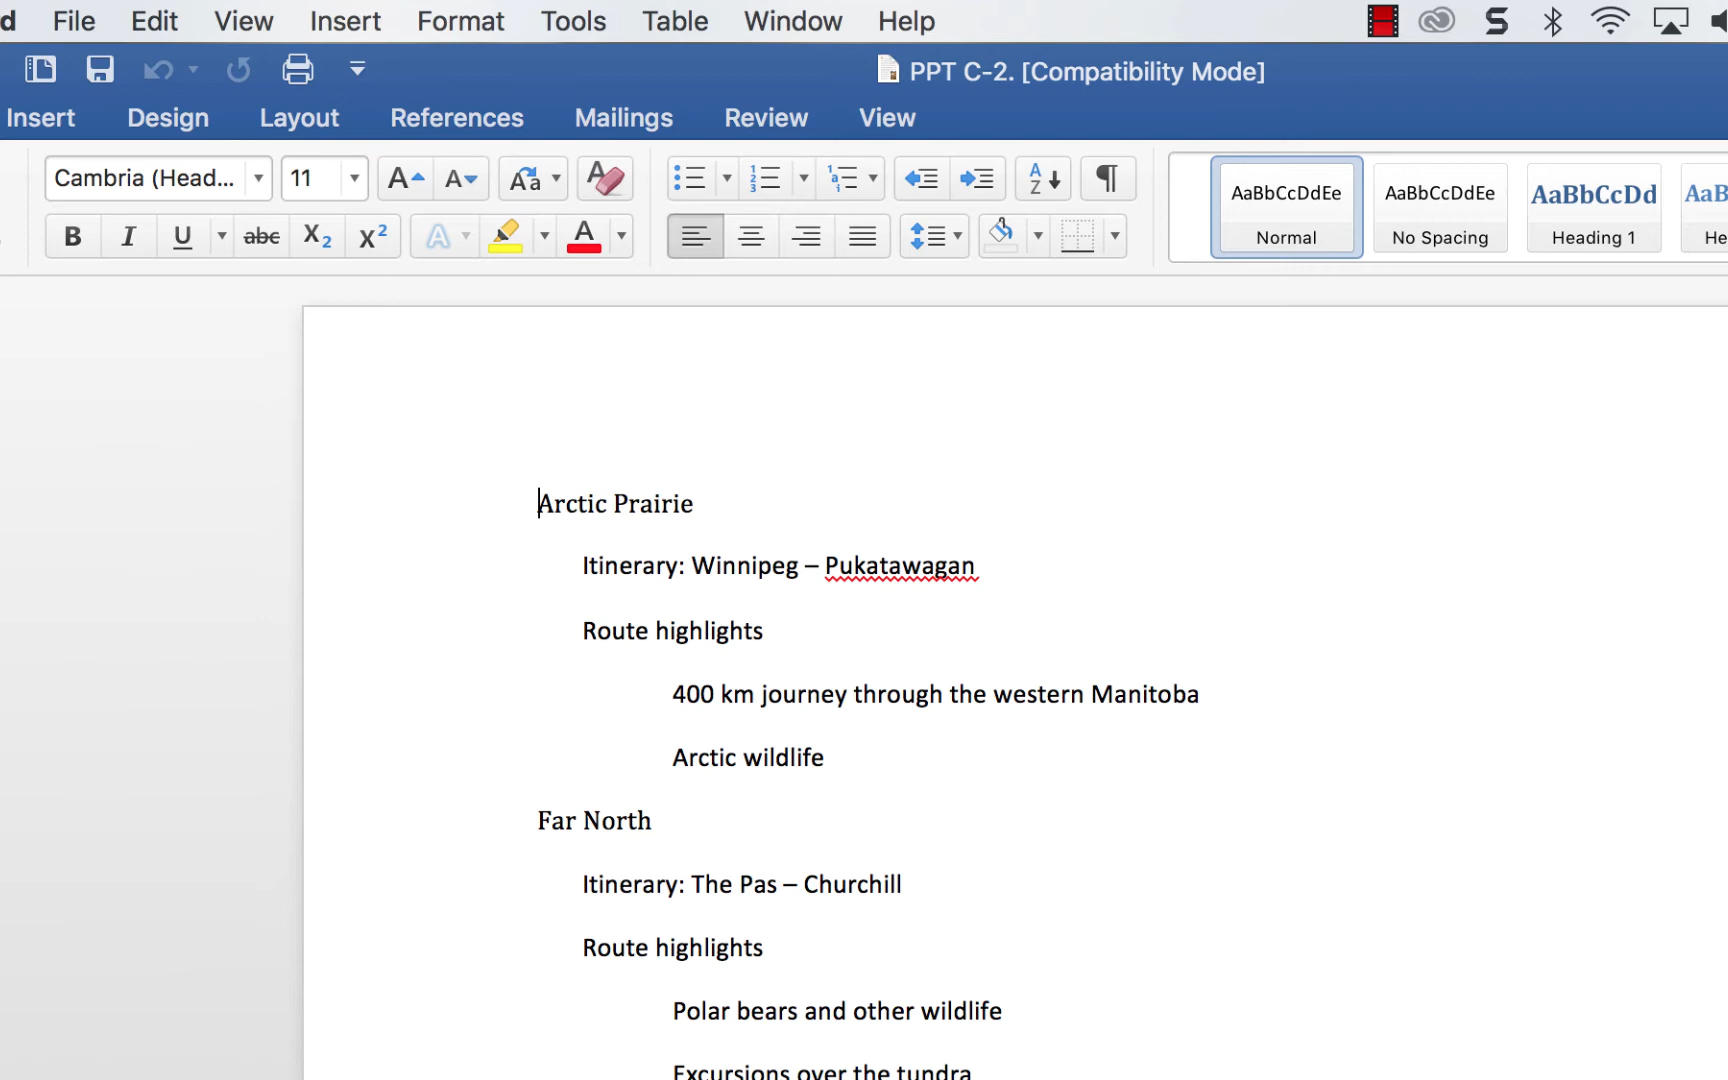 d File Edit View Insert Format Tools Table Window Help
PPT C-2. [Compatibility Mode]
Insert Design Layout References Mailings Review View
Cambria (Head... 11
AaBbCcDdEe AaBbCcDdEe AaBbCcDd AaB
Normal No Spacing Heading 1 He
Arctic Prairie
Itinerary: Winnipeg – Pukatawagan
Route highlights
400 km journey through the western Manitoba
Arctic wildlife
Far North
Itinerary: The Pas – Churchill
Route highlights
Polar bears and other wildlife
Excursions over the tundra